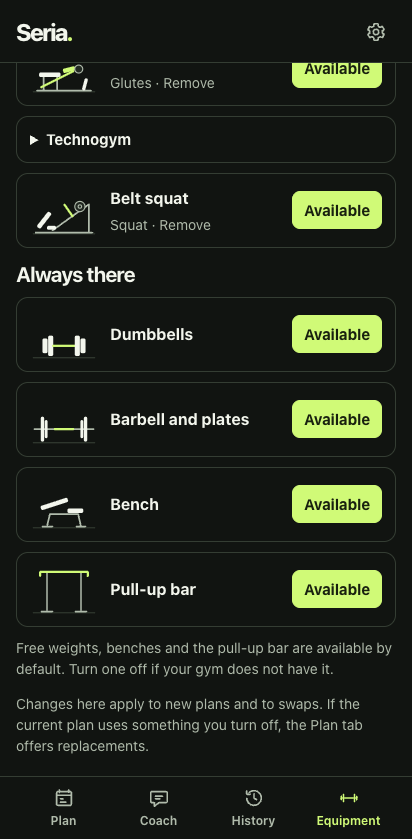 Seria.
Glutes · Remove
Available
Technogym
Belt squat
Squat · Remove
Available
Always there
Dumbbells
Available
Barbell and plates
Available
Bench
Available
Pull-up bar
Available
Free weights, benches and the pull-up bar are available by
default. Turn one off if your gym does not have it.
Changes here apply to new plans and to swaps. If the
current plan uses something you turn off, the Plan tab
offers replacements.
Plan
Coach
History
Equipment